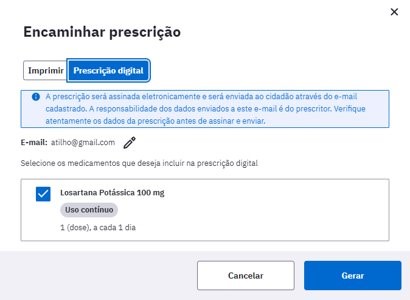 Encaminhar prescrição
Imprimir Prescrição digital
A prescrição será assinada eletronicamente e será enviada ao cidadão através do e-mail
cadastrado. A responsabilidade dos dados enviados a este e-mail é do prescritor. Verifique
atentamente os dados da prescrição antes de assinar e enviar.
E-mail: atilho@gmail.com
Selecione os medicamentos que deseja incluir na prescrição digital
Losartana Potássica 100 mg
Uso contínuo
1 (dose), a cada 1 dia
Cancelar Gerar